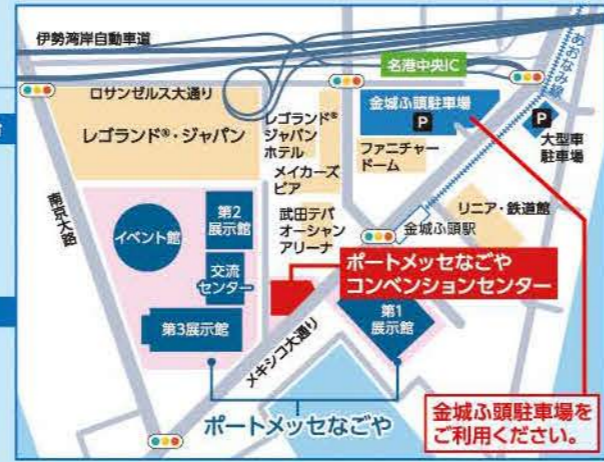 伊勢湾岸自動車道
名港中央IC
あおなみ線
ロサンゼルス大通り
レゴランド®・ジャパン
レゴランド®
ジャパン
ホテル
メイカーズ
ピア
金城ふ頭駐車場
P
ファニチャー
ドーム
P
大型車
駐車場
南京大路
イベント館
第2
展示館
交流
センター
第3展示館
武田テバ
オーシャン
アリーナ
金城ふ頭駅
リニア・鉄道館
ポートメッセなごや
コンベンションセンター
第1
展示館
メキシコ大通り
ポートメッセなごや
金城ふ頭駐車場を
ご利用ください。